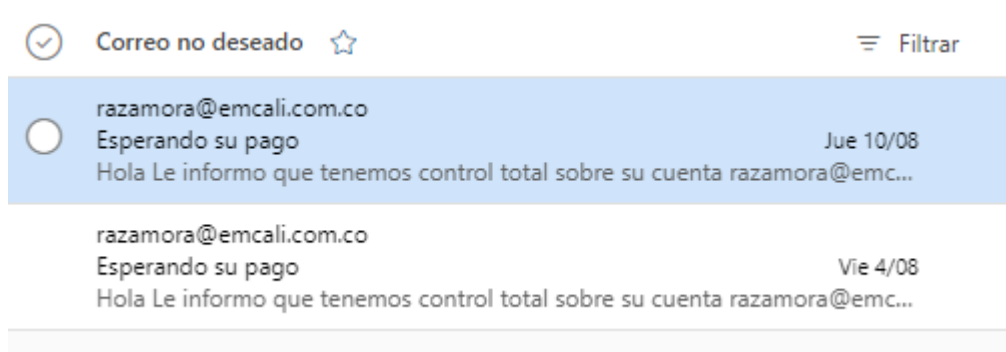 Correo no deseado
Filtrar
razamora@emcali.com.co
Esperando su pago
Jue 10/08
Hola Le informo que tenemos control total sobre su cuenta razamora@emc...
razamora@emcali.com.co
Esperando su pago
Vie 4/08
Hola Le informo que tenemos control total sobre su cuenta razamora@emc...